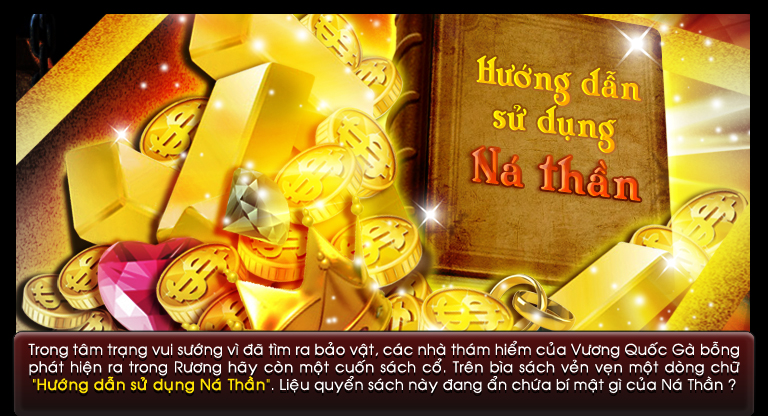 Hướng dẫn
sử dụng
Ná thần
Trong tâm trạng vui sướng vì đã tìm ra bảo vật, các nhà thám hiểm của Vương Quốc Gà bỗng
phát hiện ra trong Rương hãy còn một cuốn sách cổ. Trên bìa sách vẻn vẹn một dòng chữ
"Hướng dẫn sử dụng Ná Thần". Liệu quyển sách này đang ẩn chứa bí mật gì của Ná Thần ?